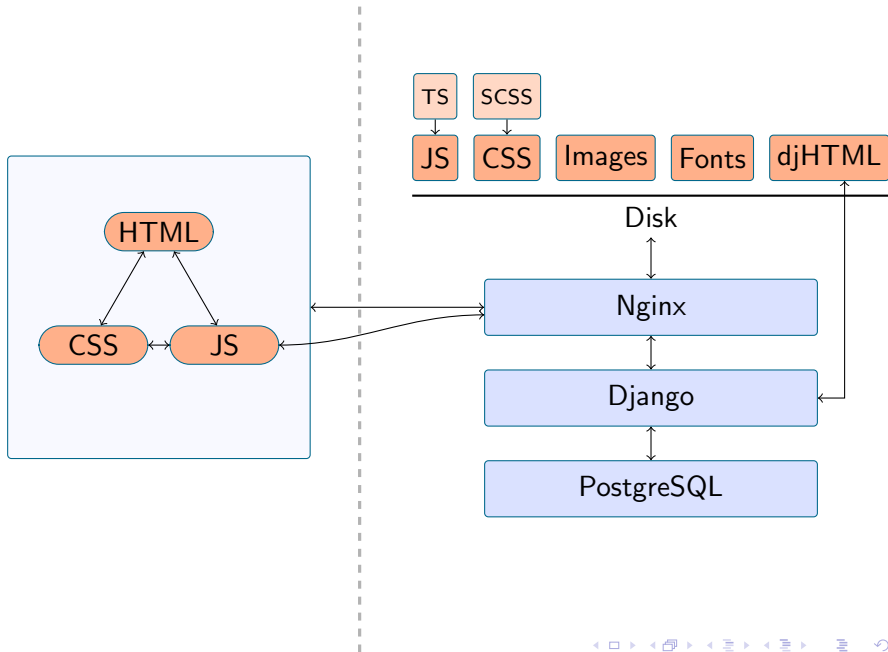 TS
SCSS
JS
CSS
Images
Fonts
djHTML
Disk
HTML
CSS
JS
Nginx
Django
PostgreSQL